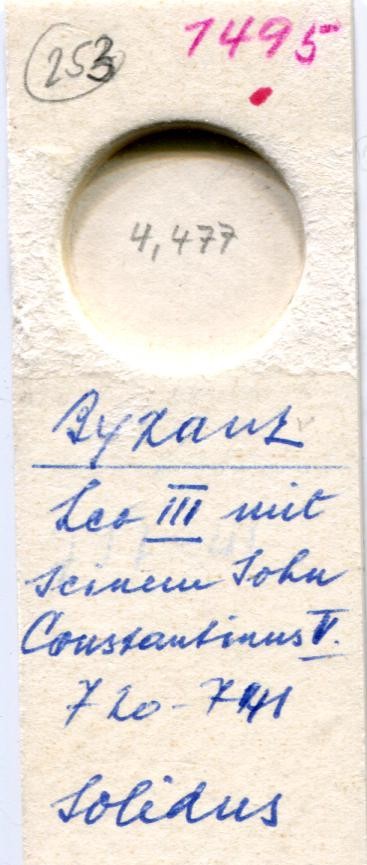 253 1495
4,477
Byzanz
Leo III mit
seinem Sohn
Constantinus V.
720-741
Solidus